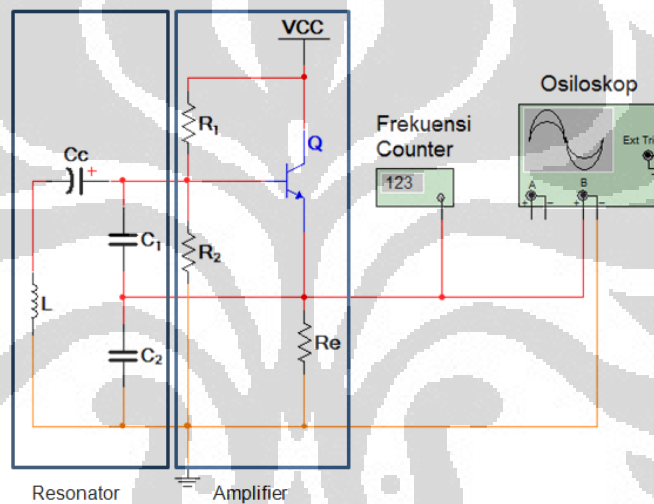 VCC
Osiloskop
R1
Q
Frekuensi
Counter
Ext Tri
Cc
+
123
A
B
+ -
+ -
C1
R2
L
Re
C2
Resonator
Amplifier